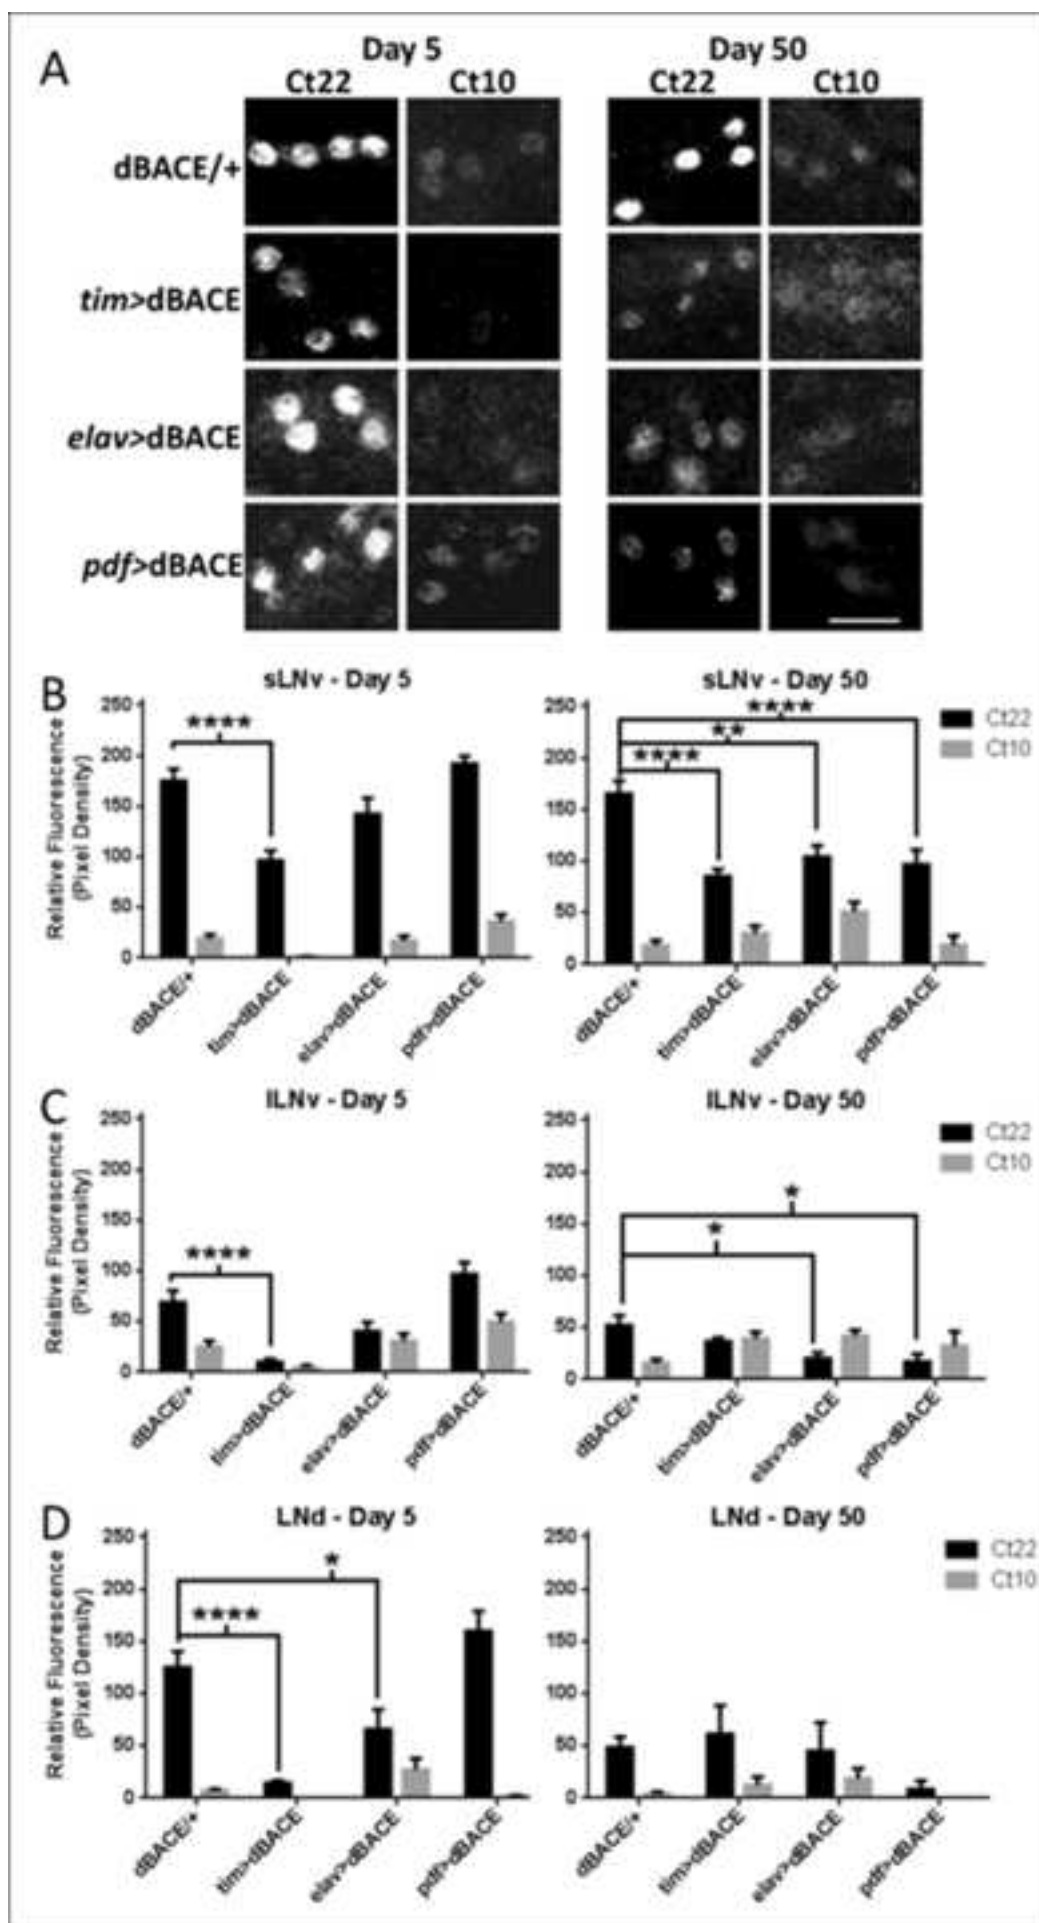 A
Day 5
Day 50
Ct22
Ct10
Ct22
Ct10
dBACE/+
tim>dBACE
elav>dBACE
pdf>dBACE
B
sLNv - Day 5
sLNv - Day 50
Relative Fluorescence
(Pixel Density)
250
200
150
100
50
0
****
dBACE/+
tim>dBACE
elav>dBACE
pdf>dBACE
250
200
150
100
50
0
****
**
****
dBACE/+
tim>dBACE
elav>dBACE
pdf>dBACE
Ct22
Ct10
C
lLNv - Day 5
lLNv - Day 50
Relative Fluorescence
(Pixel Density)
250
200
150
100
50
0
****
dBACE/+
tim>dBACE
elav>dBACE
pdf>dBACE
250
200
150
100
50
0
*
*
dBACE/+
tim>dBACE
elav>dBACE
pdf>dBACE
Ct22
Ct10
D
LNd - Day 5
LNd - Day 50
Relative Fluorescence
(Pixel Density)
250
200
150
100
50
0
*
****
dBACE/+
tim>dBACE
elav>dBACE
pdf>dBACE
250
200
150
100
50
0
dBACE/+
tim>dBACE
elav>dBACE
pdf>dBACE
Ct22
Ct10